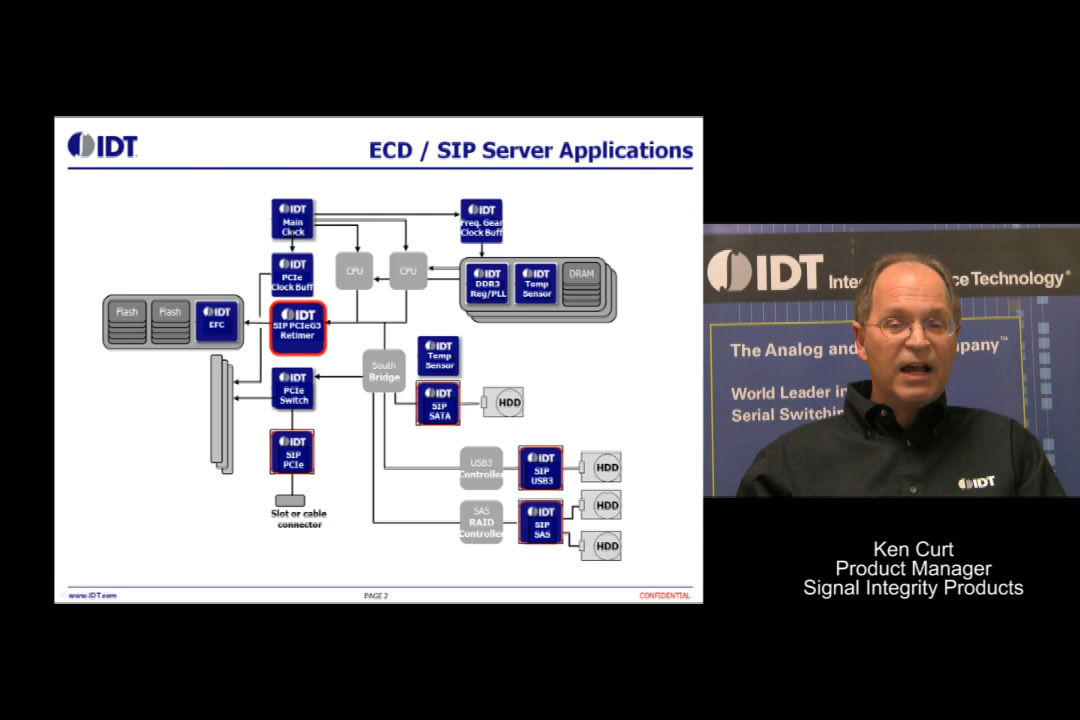 IDT
ECD / SIP Server Applications
IDT
Main
Clock
IDT
Freq. Gear
Clock Buff
IDT
PCIe
Clock Buff
CPU
CPU
IDT
DDR3
Reg/PLL
IDT
Temp
Sensor
DRAM
Flash
Flash
IDT
EFC
IDT
SIP PCIeG3
Retimer
South
Bridge
IDT
Temp
Sensor
IDT
PCIe
Switch
IDT
SIP
SATA
HDD
IDT
SIP
PCIe
USB3
Controller
IDT
SIP
USB3
HDD
Slot or cable
connector
SAS
RAID
Controller
IDT
SIP
SAS
HDD
HDD
www.IDT.com
PAGE 2
CONFIDENTIAL
IDT Inte ce Technology®
The Analog and mpany™
World Leader in
Serial Switchin
IDT
Ken Curt
Product Manager
Signal Integrity Products